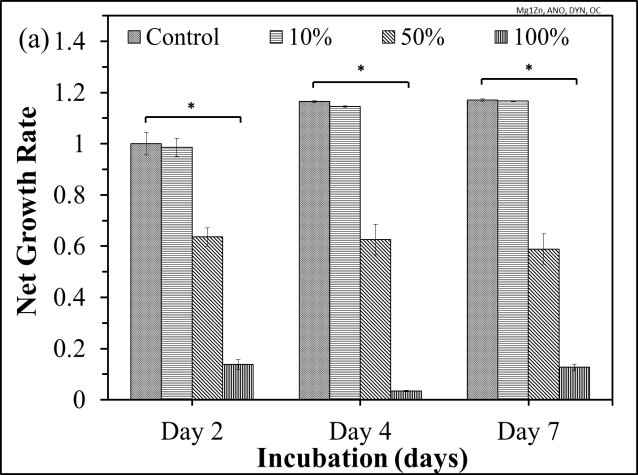 Mg1Zn, ANO, DYN, OC
(a)
Control 10% 50% 100%
1.4
1.2
1
0.8
0.6
0.4
0.2
0
* * *
Net Growth Rate
Day 2 Day 4 Day 7
Incubation (days)